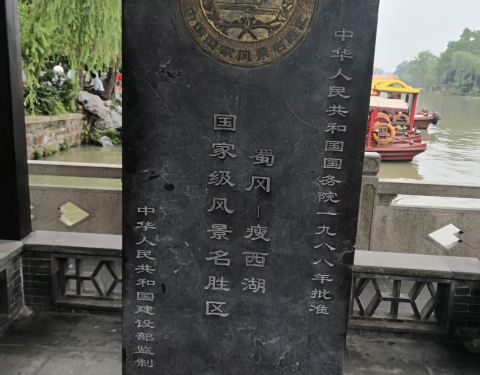 中华人民共和国国务院一九八八年批准
蜀冈—瘦西湖
国家级风景名胜区
中华人民共和国建设部监制